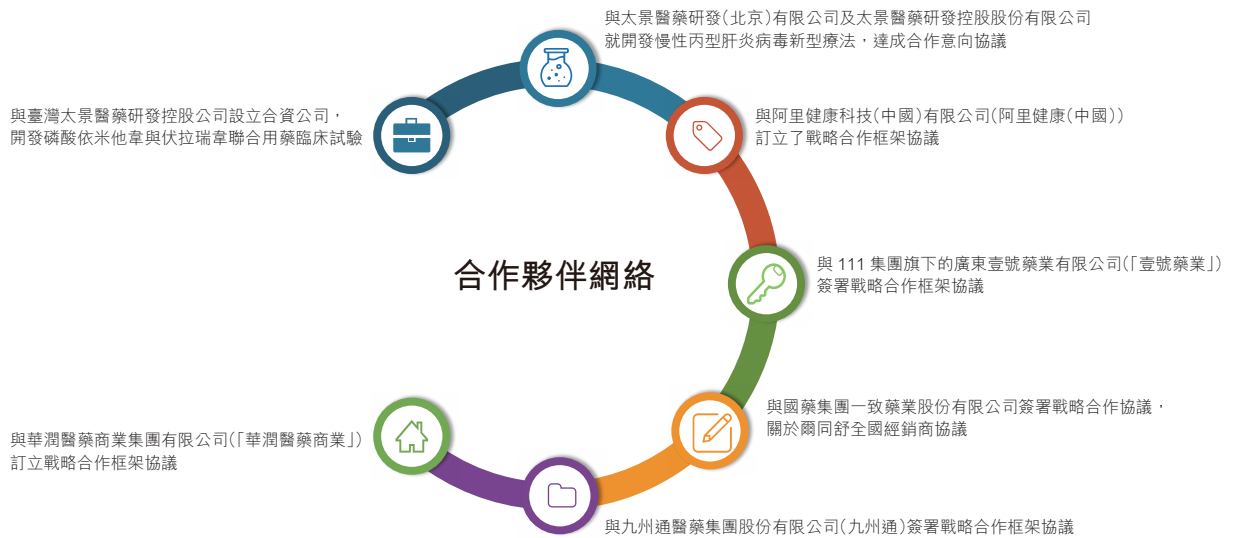 與太景醫藥研發(北京)有限公司及太景醫藥研發控股股份有限公司
就開發慢性丙型肝炎病毒新型療法，達成合作意向協議
與臺灣太景醫藥研發控股公司設立合資公司，
開發磷酸依米他韋與伏拉瑞韋聯合用藥臨床試驗
與阿里健康科技(中國)有限公司(阿里健康(中國))
訂立了戰略合作框架協議
合作夥伴網絡
與 111 集團旗下的廣東壹號藥業有限公司(「壹號藥業」)
簽署戰略合作框架協議
與國藥集團一致藥業股份有限公司簽署戰略合作協議，
關於爾同舒全國經銷商協議
與華潤醫藥商業集團有限公司(「華潤醫藥商業」)
訂立戰略合作框架協議
與九州通醫藥集團股份有限公司(九州通)簽署戰略合作框架協議